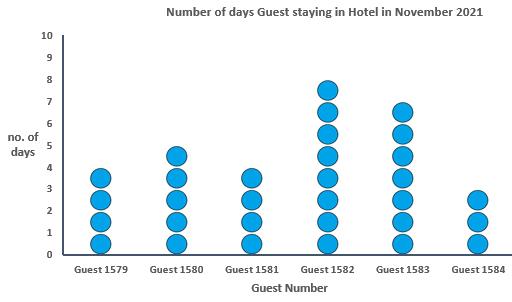 Number of days Guest staying in Hotel in November 2021
10
9
8
7
6
5
4
3
2
1
0
no. of
days
Guest 1579 Guest 1580 Guest 1581 Guest 1582 Guest 1583 Guest 1584
Guest Number